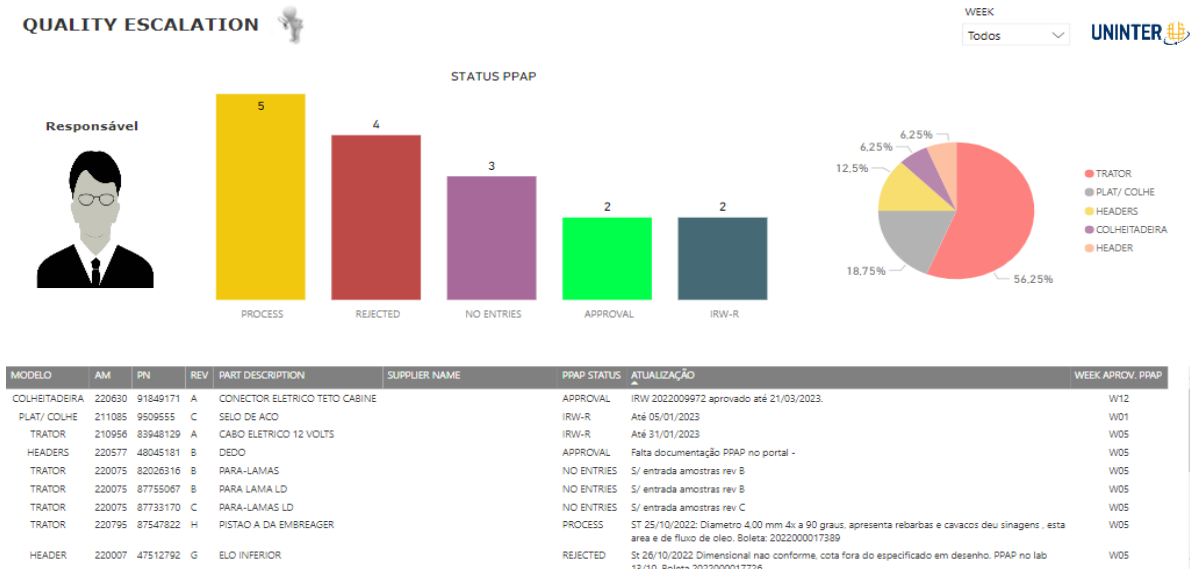 QUALITY ESCALATION
WEEK
Todos
UNINTER
STATUS PPAP
Responsável
5
4
3
2
2
PROCESS
REJECTED
NO ENTRIES
APPROVAL
IRW-R
6,25%
6,25%
12,5%
18,75%
56,25%
TRATOR
PLAT/ COLHE
HEADERS
COLHEITADEIRA
HEADER
MODELO AM PN REV PART DESCRIPTION SUPPLIER NAME PPAP STATUS ATUALIZAÇÃO WEEK APROV. PPAP
COLHEITADEIRA 220630 91849171 A CONECTOR ELETRICO TETO CABINE APPROVAL IRW 2022009972 aprovado até 21/03/2023. W12
PLAT/ COLHE 211085 9509555 C SELO DE ACO IRW-R Até 05/01/2023 W01
TRATOR 210956 83948129 A CABO ELETRICO 12 VOLTS IRW-R Até 31/01/2023 W05
HEADERS 220577 48045181 B DEDO APPROVAL Falta documentação PPAP no portal - W05
TRATOR 220075 82026316 B PARA-LAMAS NO ENTRIES S/ entrada amostras rev B W05
TRATOR 220075 87755067 B PARA LAMA LD NO ENTRIES S/ entrada amostras rev B W05
TRATOR 220075 87733170 C PARA-LAMAS LD NO ENTRIES S/ entrada amostras rev C W05
TRATOR 220795 87547822 H PISTAO A DA EMBREAGER PROCESS ST 25/10/2022: Diametro 4,00 mm 4x a 90 graus, apresenta rebarbas e cavacos deu sinagens , esta W05
area e de fluxo de oleo. Boleta: 2022000017389
HEADER 220007 47512792 G ELO INFERIOR REJECTED St 26/10/2022 Dimensional nao conforme, cota fora do especificado em desenho. PPAP no lab W05
13/10. Boleta 2022000017726